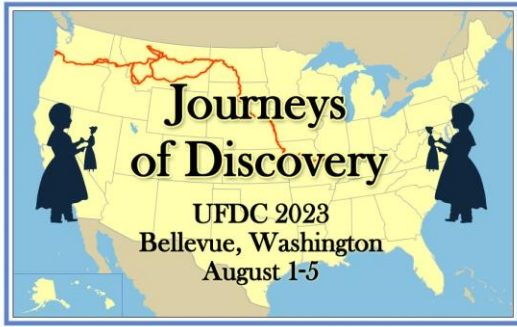 Journeys
of Discovery
UFDC 2023
Bellevue, Washington
August 1-5